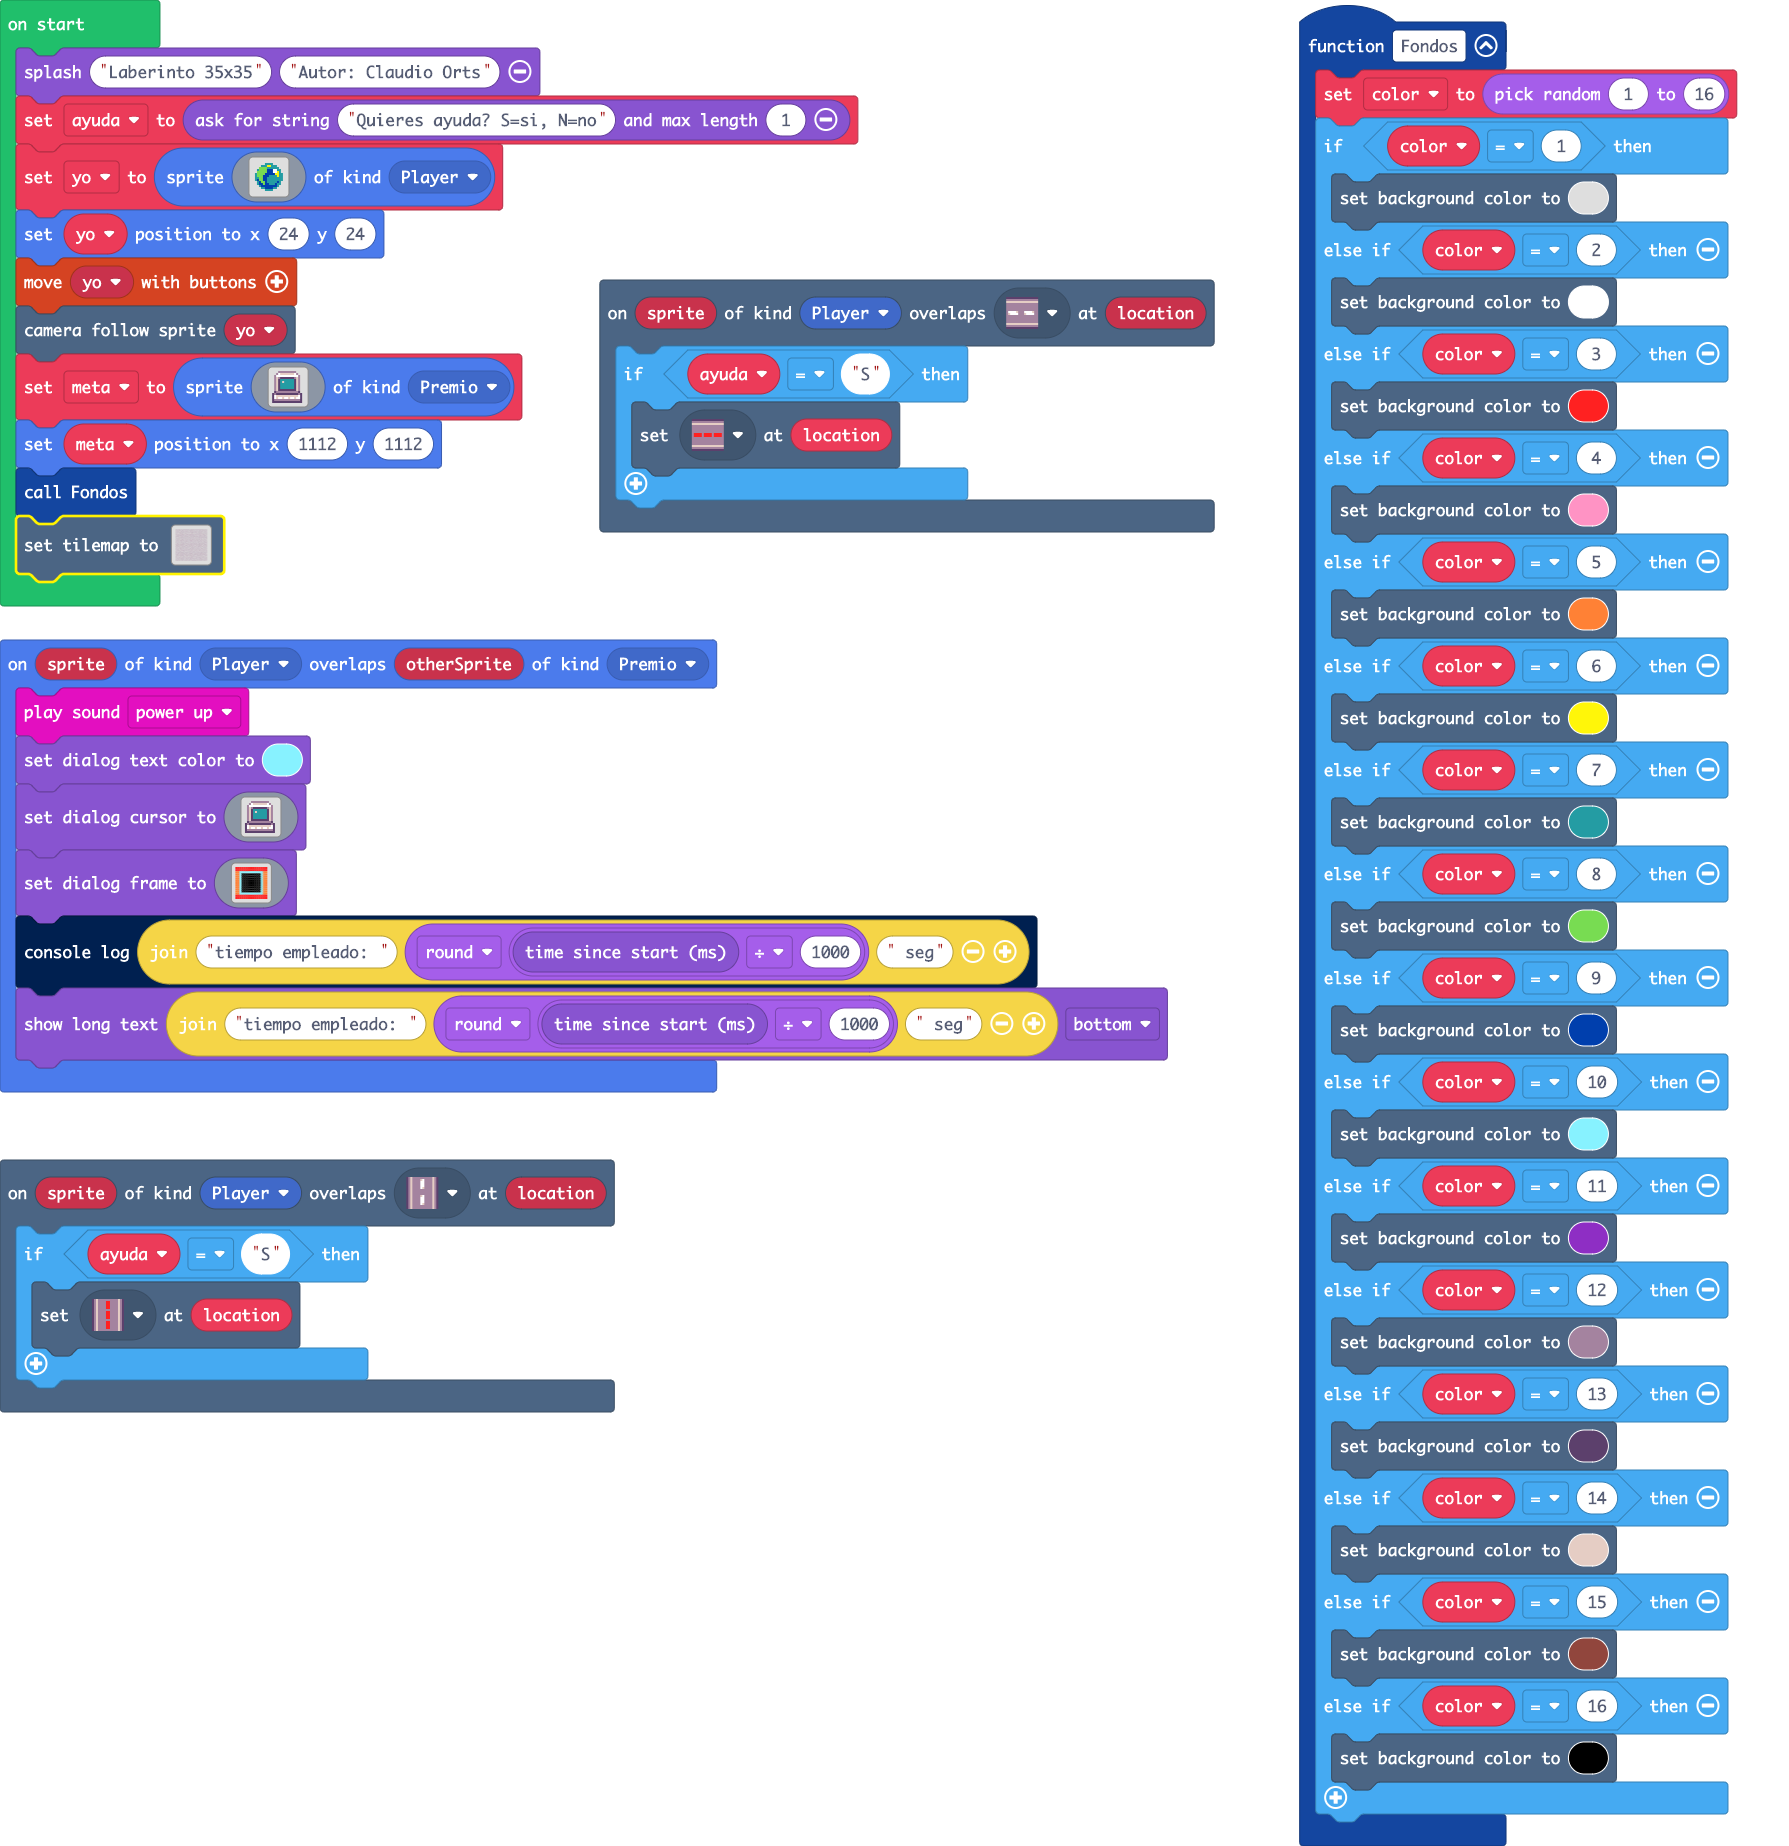 on start
splash "Laberinto 35x35" "Autor: Claudio Orts"
set ayuda to ask for string "Quieres ayuda? S=si, N=no" and max length 1
set yo to sprite of kind Player
set yo position to x 24 y 24
move yo with buttons
camera follow sprite yo
set meta to sprite of kind Premio
set meta position to x 1112 y 1112
call Fondos
set tilemap to
on sprite of kind Player overlaps at location
if ayuda = "S" then
set at location
on sprite of kind Player overlaps otherSprite of kind Premio
play sound power up
set dialog text color to
set dialog cursor to
set dialog frame to
console log join "tiempo empleado: " round time since start (ms) ÷ 1000 " seg"
show long text join "tiempo empleado: " round time since start (ms) ÷ 1000 " seg" bottom
on sprite of kind Player overlaps at location
if ayuda = "S" then
set at location
function Fondos
set color to pick random 1 to 16
if color = 1 then
set background color to
else if color = 2 then
set background color to
else if color = 3 then
set background color to
else if color = 4 then
set background color to
else if color = 5 then
set background color to
else if color = 6 then
set background color to
else if color = 7 then
set background color to
else if color = 8 then
set background color to
else if color = 9 then
set background color to
else if color = 10 then
set background color to
else if color = 11 then
set background color to
else if color = 12 then
set background color to
else if color = 13 then
set background color to
else if color = 14 then
set background color to
else if color = 15 then
set background color to
else if color = 16 then
set background color to